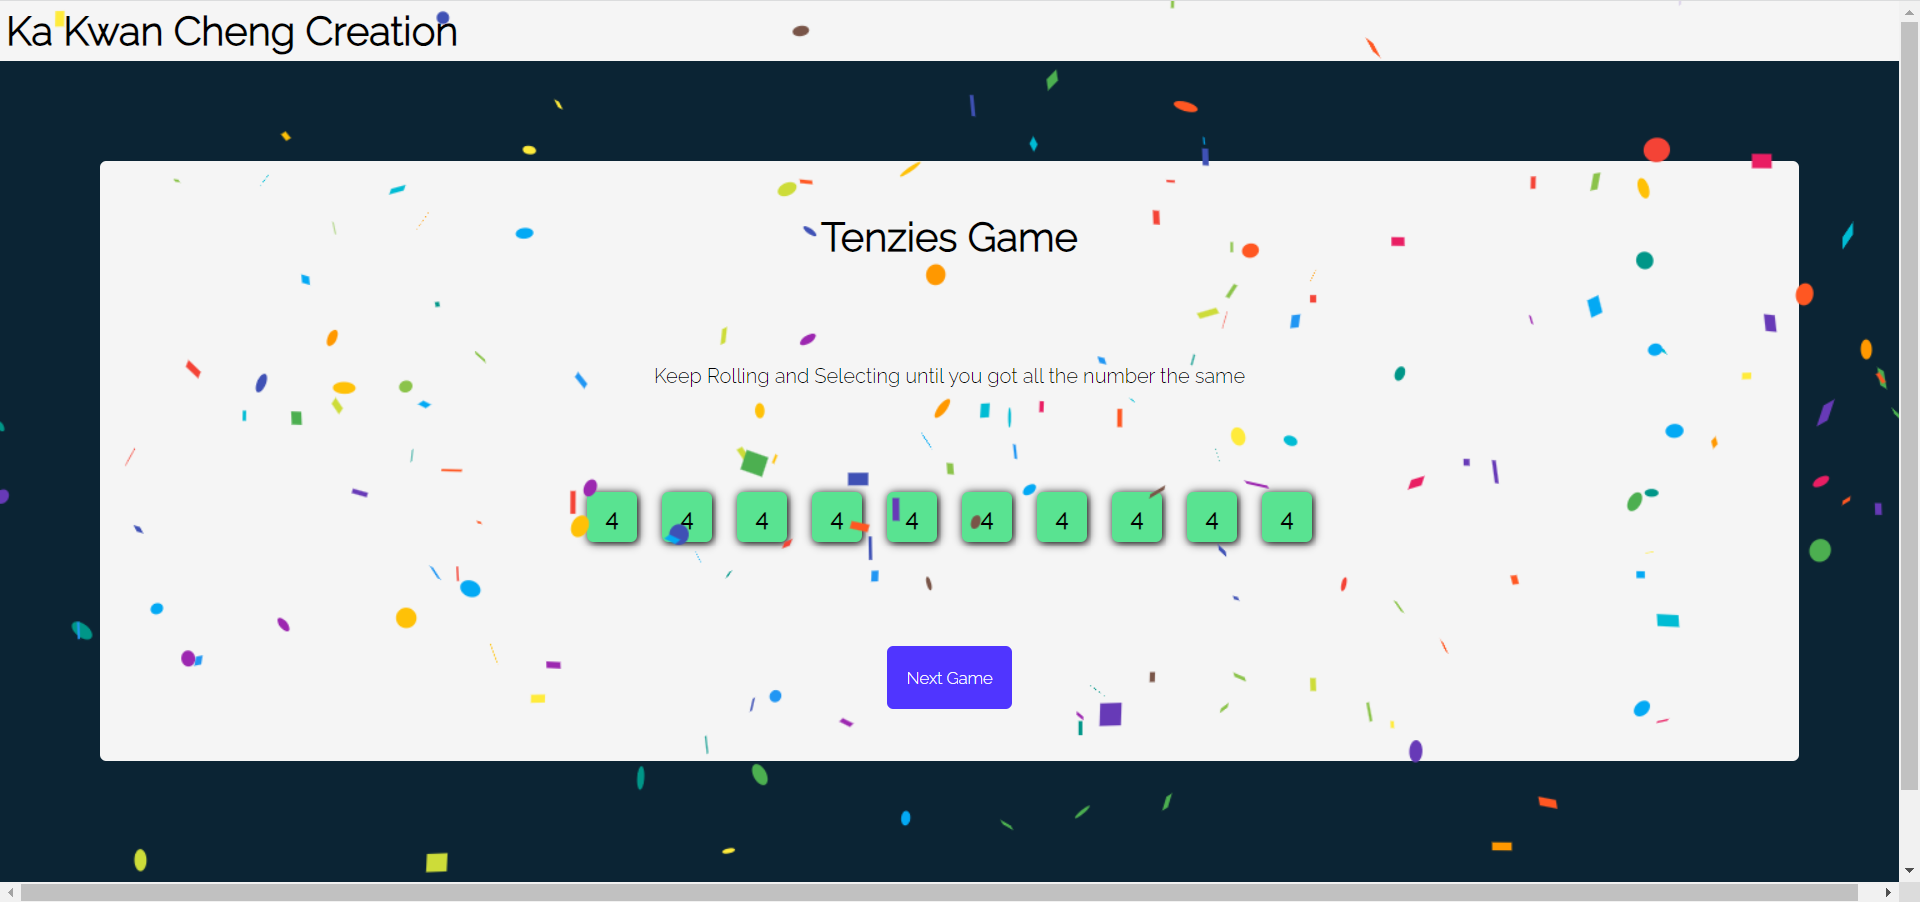 Ka Kwan Cheng Creation
Tenzies Game
Keep Rolling and Selecting until you got all the number the same
4 4 4 4 4 4 4 4 4 4
Next Game